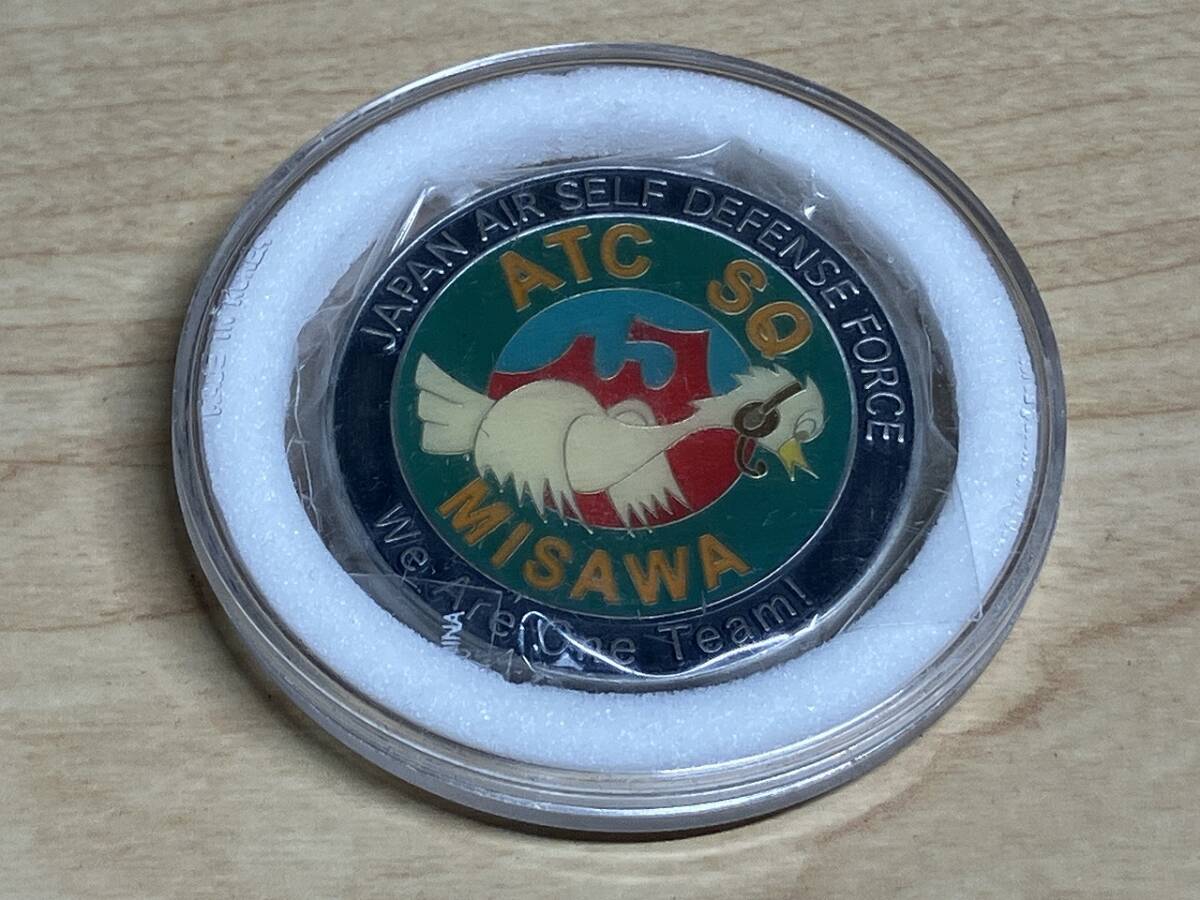 JAPAN AIR SELF DEFENSE FORCE
ATC SQ
MISAWA
We Are One Team!